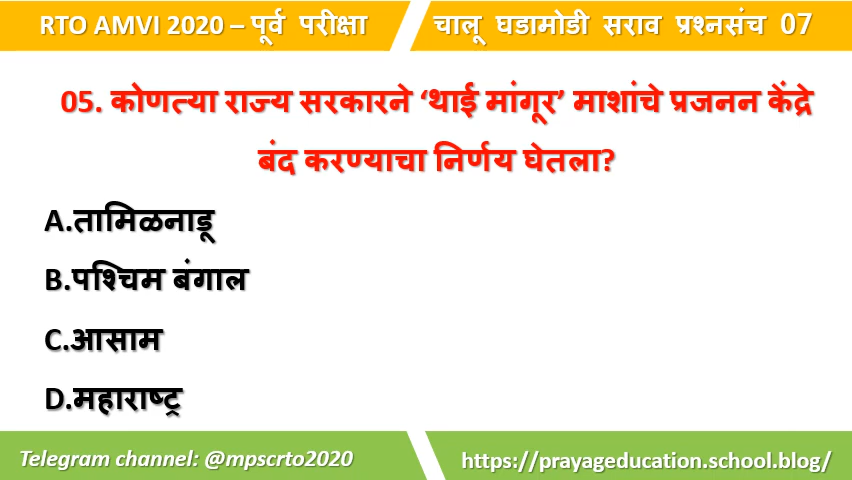 RTO AMVI 2020 – पूर्व परीक्षा
चालू घडामोडी सराव प्रश्नसंच 07
05. कोणत्या राज्य सरकारने ‘थाई मांगूर’ माशांचे प्रजनन केंद्रे
बंद करण्याचा निर्णय घेतला?
A.तामिळनाडू
B.पश्चिम बंगाल
C.आसाम
D.महाराष्ट्र
Telegram channel: @mpscrto2020
https://prayageducation.school.blog/